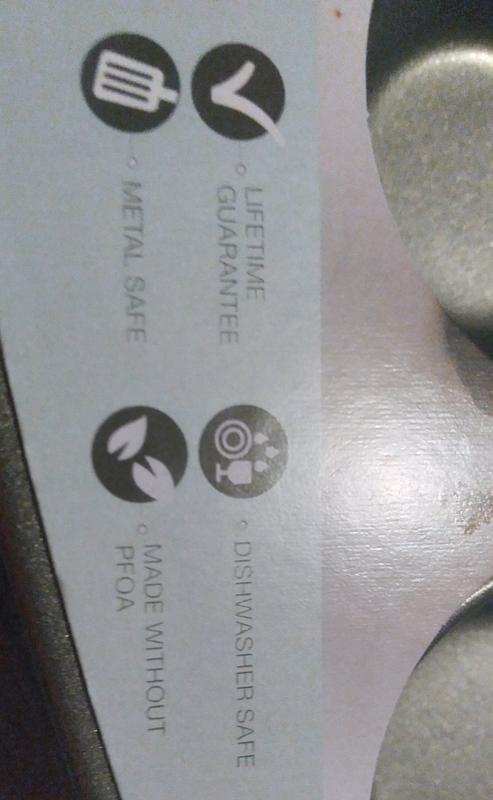 LIFETIME
GUARANTEE
DISHWASHER SAFE
METAL SAFE
MADE WITHOUT
PFOA